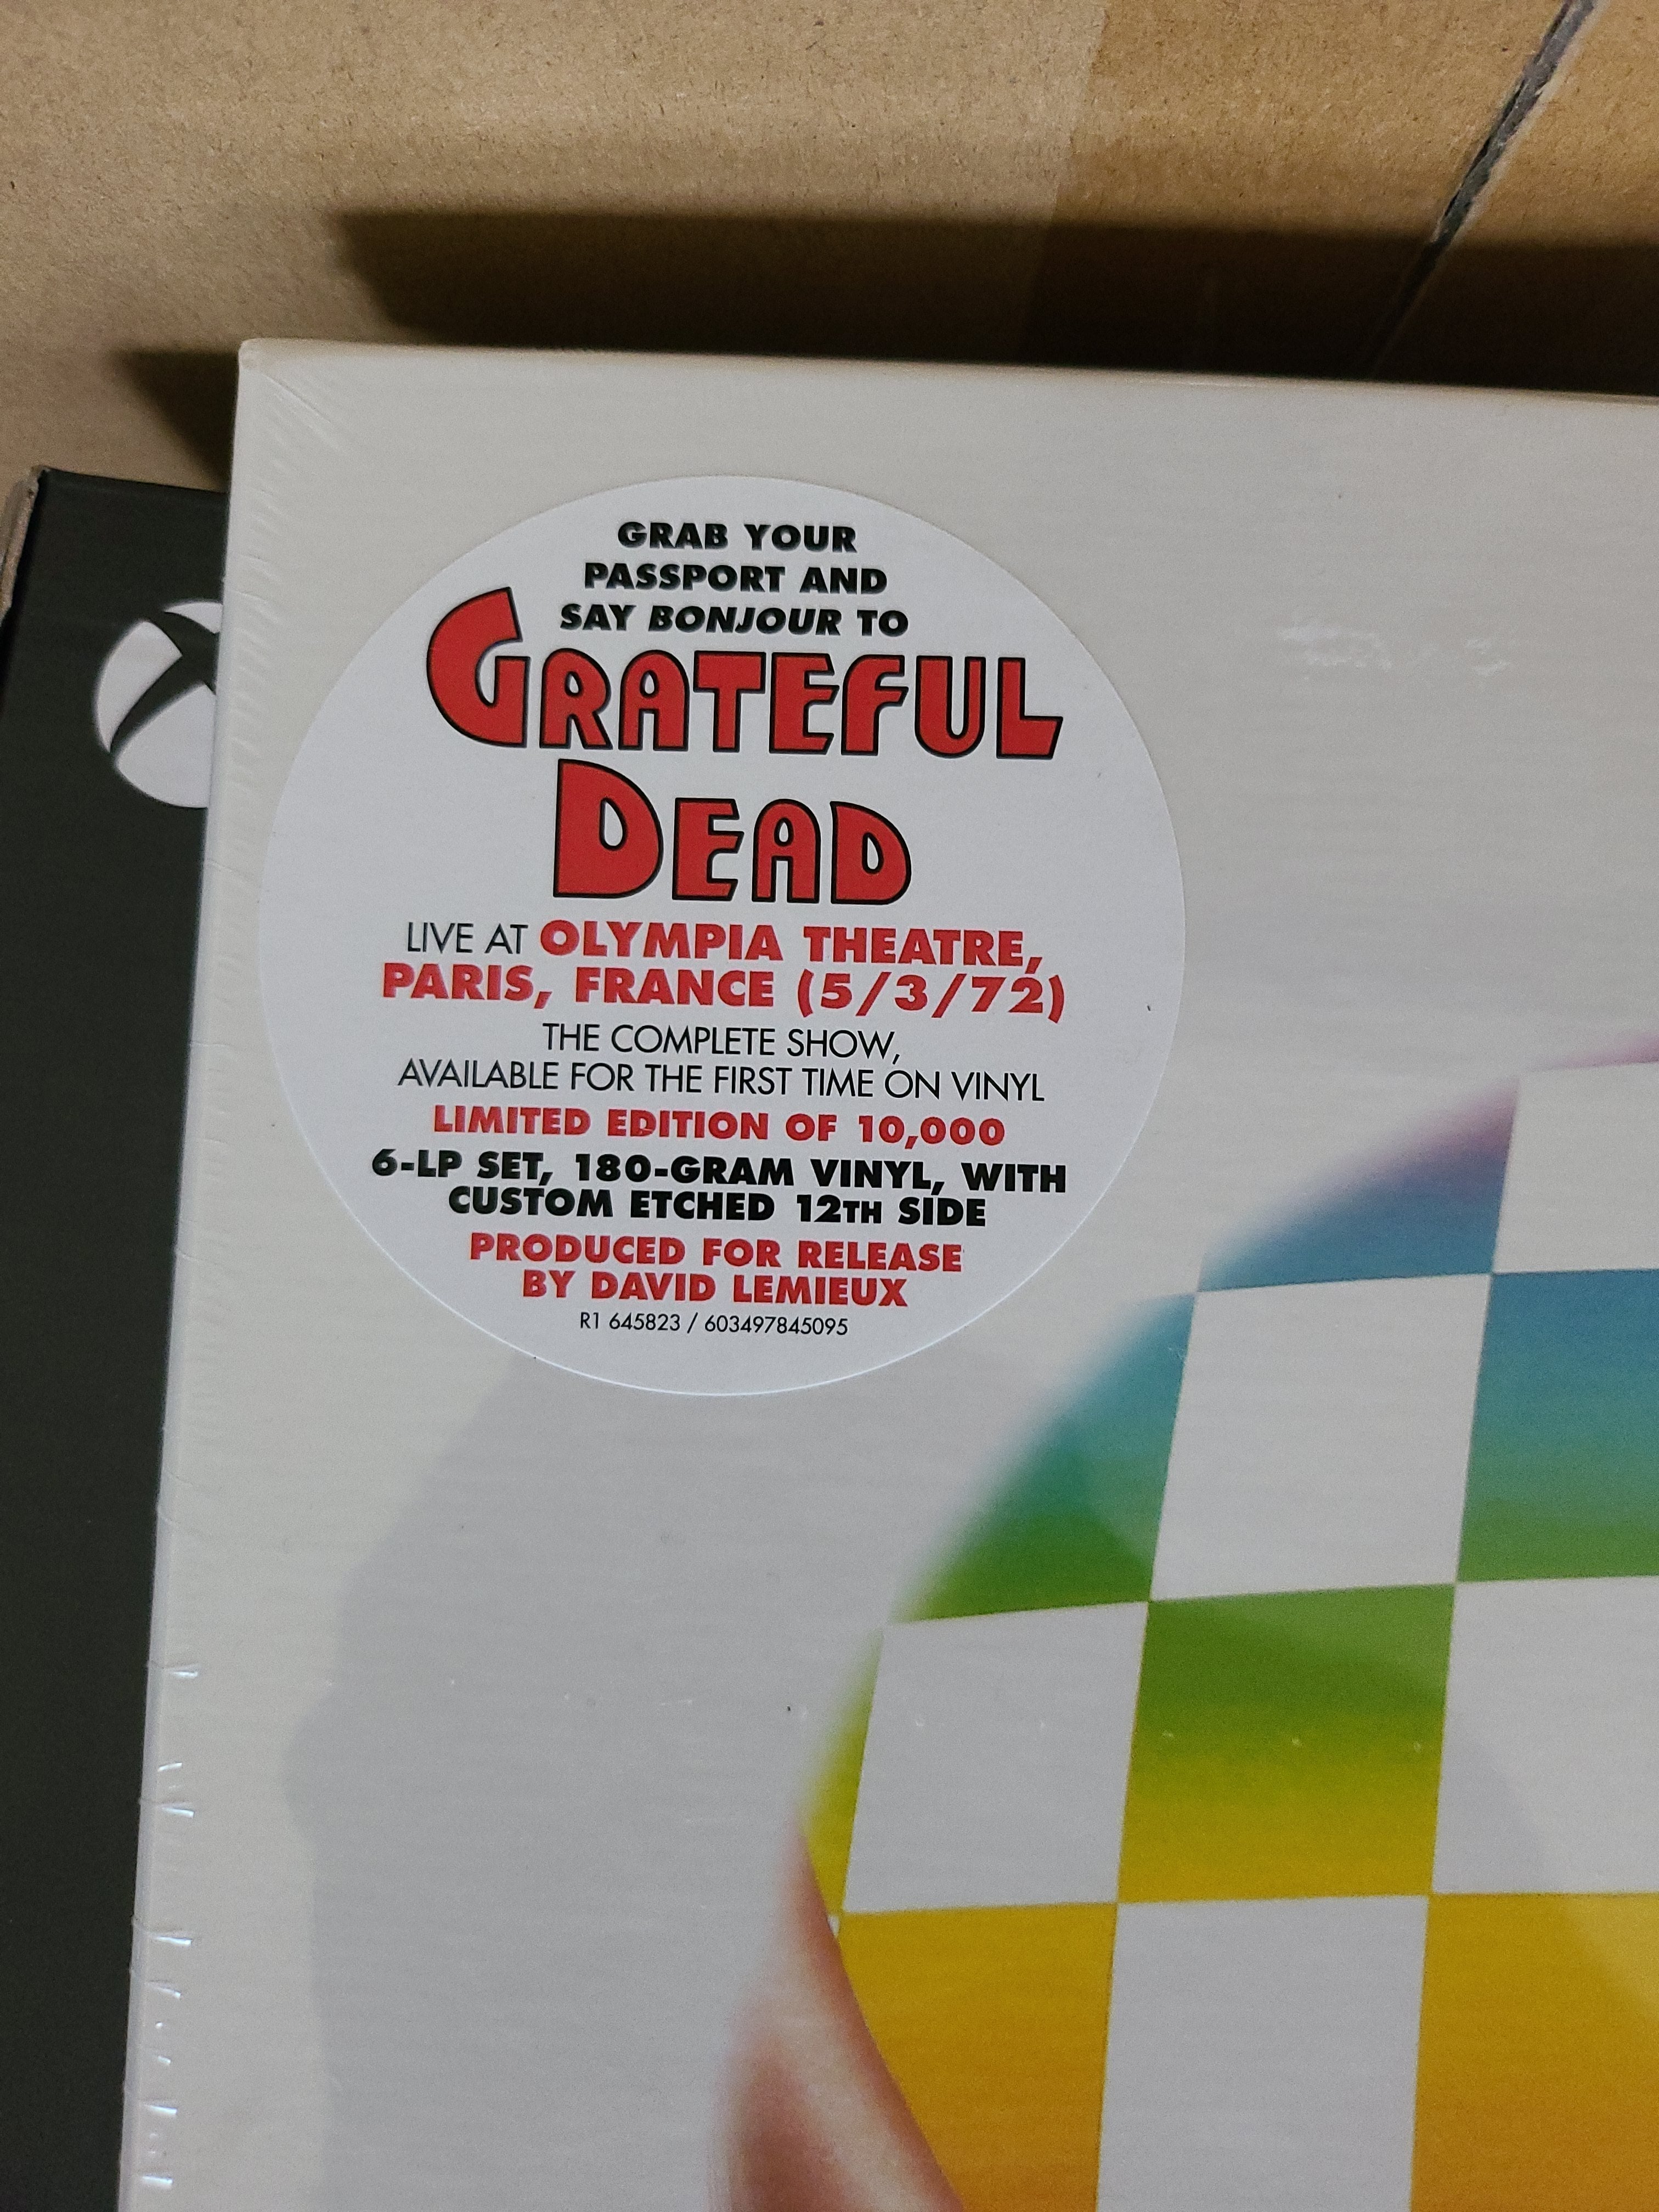 GRAB YOUR
PASSPORT AND
SAY BONJOUR TO
GRATEFUL
DEAD
LIVE AT OLYMPIA THEATRE,
PARIS, FRANCE (5/3/72)
THE COMPLETE SHOW,
AVAILABLE FOR THE FIRST TIME ON VINYL
LIMITED EDITION OF 10,000
6-LP SET, 180-GRAM VINYL, WITH
CUSTOM ETCHED 12TH SIDE
PRODUCED FOR RELEASE
BY DAVID LEMIEUX
R1 645823 / 603497845095